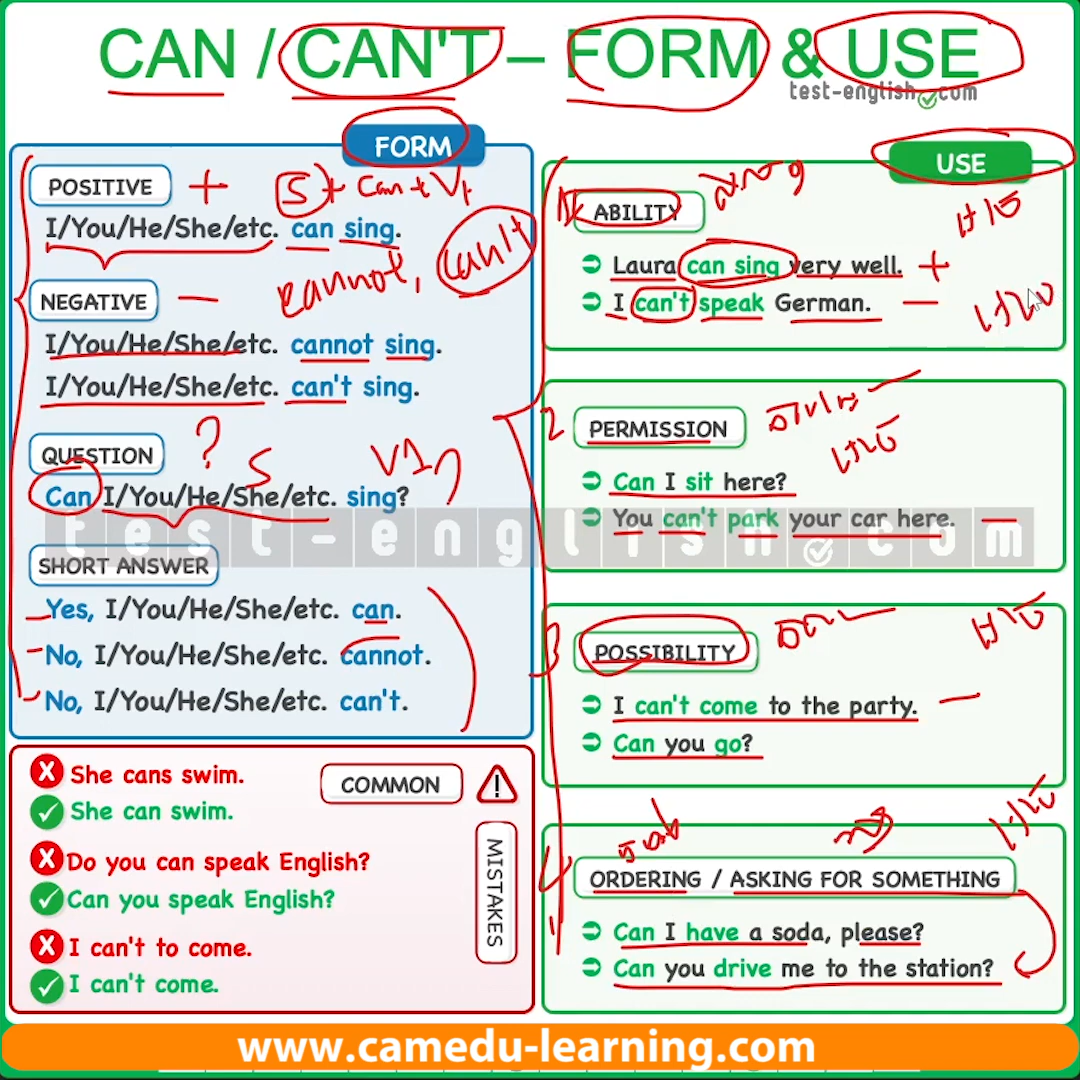 CAN / CAN'T – FORM & USE
test-english.com
FORM
POSITIVE
+ S + Can + V1
I/You/He/She/etc. can sing.
cannot, can't
NEGATIVE
I/You/He/She/etc. cannot sing.
I/You/He/She/etc. can't sing.
QUESTION
? S V1 ?
Can I/You/He/She/etc. sing?
SHORT ANSWER
Yes, I/You/He/She/etc. can.
No, I/You/He/She/etc. cannot.
No, I/You/He/She/etc. can't.
COMMON MISTAKES
She cans swim.
She can swim.
Do you can speak English?
Can you speak English?
I can't to come.
I can't come.
USE
1
ABILITY
Laura can sing very well. +
I can't speak German. –
2
PERMISSION
Can I sit here?
You can't park your car here. –
3
POSSIBILITY
I can't come to the party. –
Can you go?
4
ORDERING / ASKING FOR SOMETHING
Can I have a soda, please?
Can you drive me to the station?
test-english.com
www.camedu-learning.com